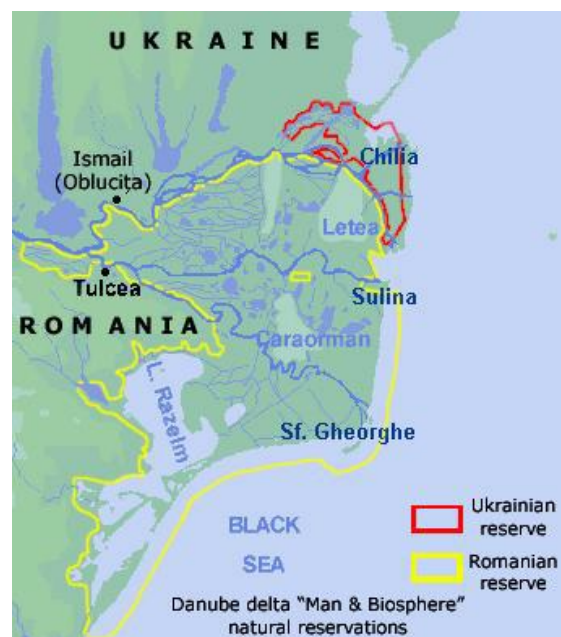 UKRAINE
Ismail
(Oblucița)
Chilia
Letea
Tulcea
Sulina
ROMANIA
Caraorman
L. Razelm
Sf. Gheorghe
BLACK
SEA
Ukrainian
reserve
Romanian
reserve
Danube delta "Man & Biosphere"
natural reservations